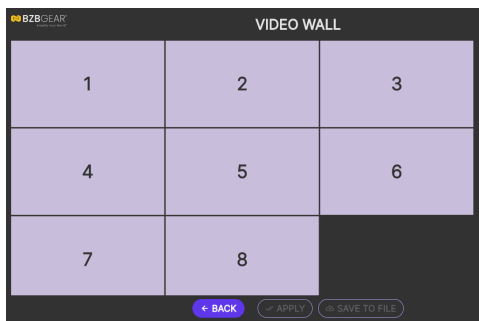 BZBGEAR
VIDEO WALL
1 2 3
4 5 6
7 8
BACK APPLY SAVE TO FILE